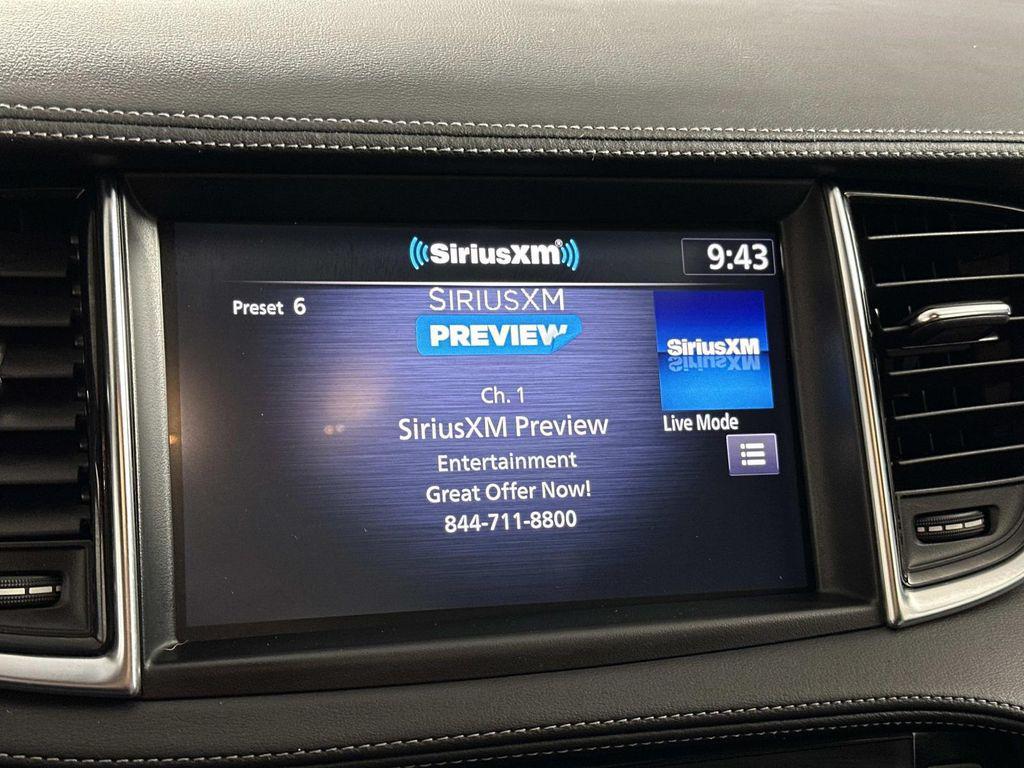 SiriusXM
9:43
Preset 6
SIRIUSXM
PREVIEW
SiriusXM
Ch. 1
SiriusXM Preview
Live Mode
Entertainment
Great Offer Now!
844-711-8800